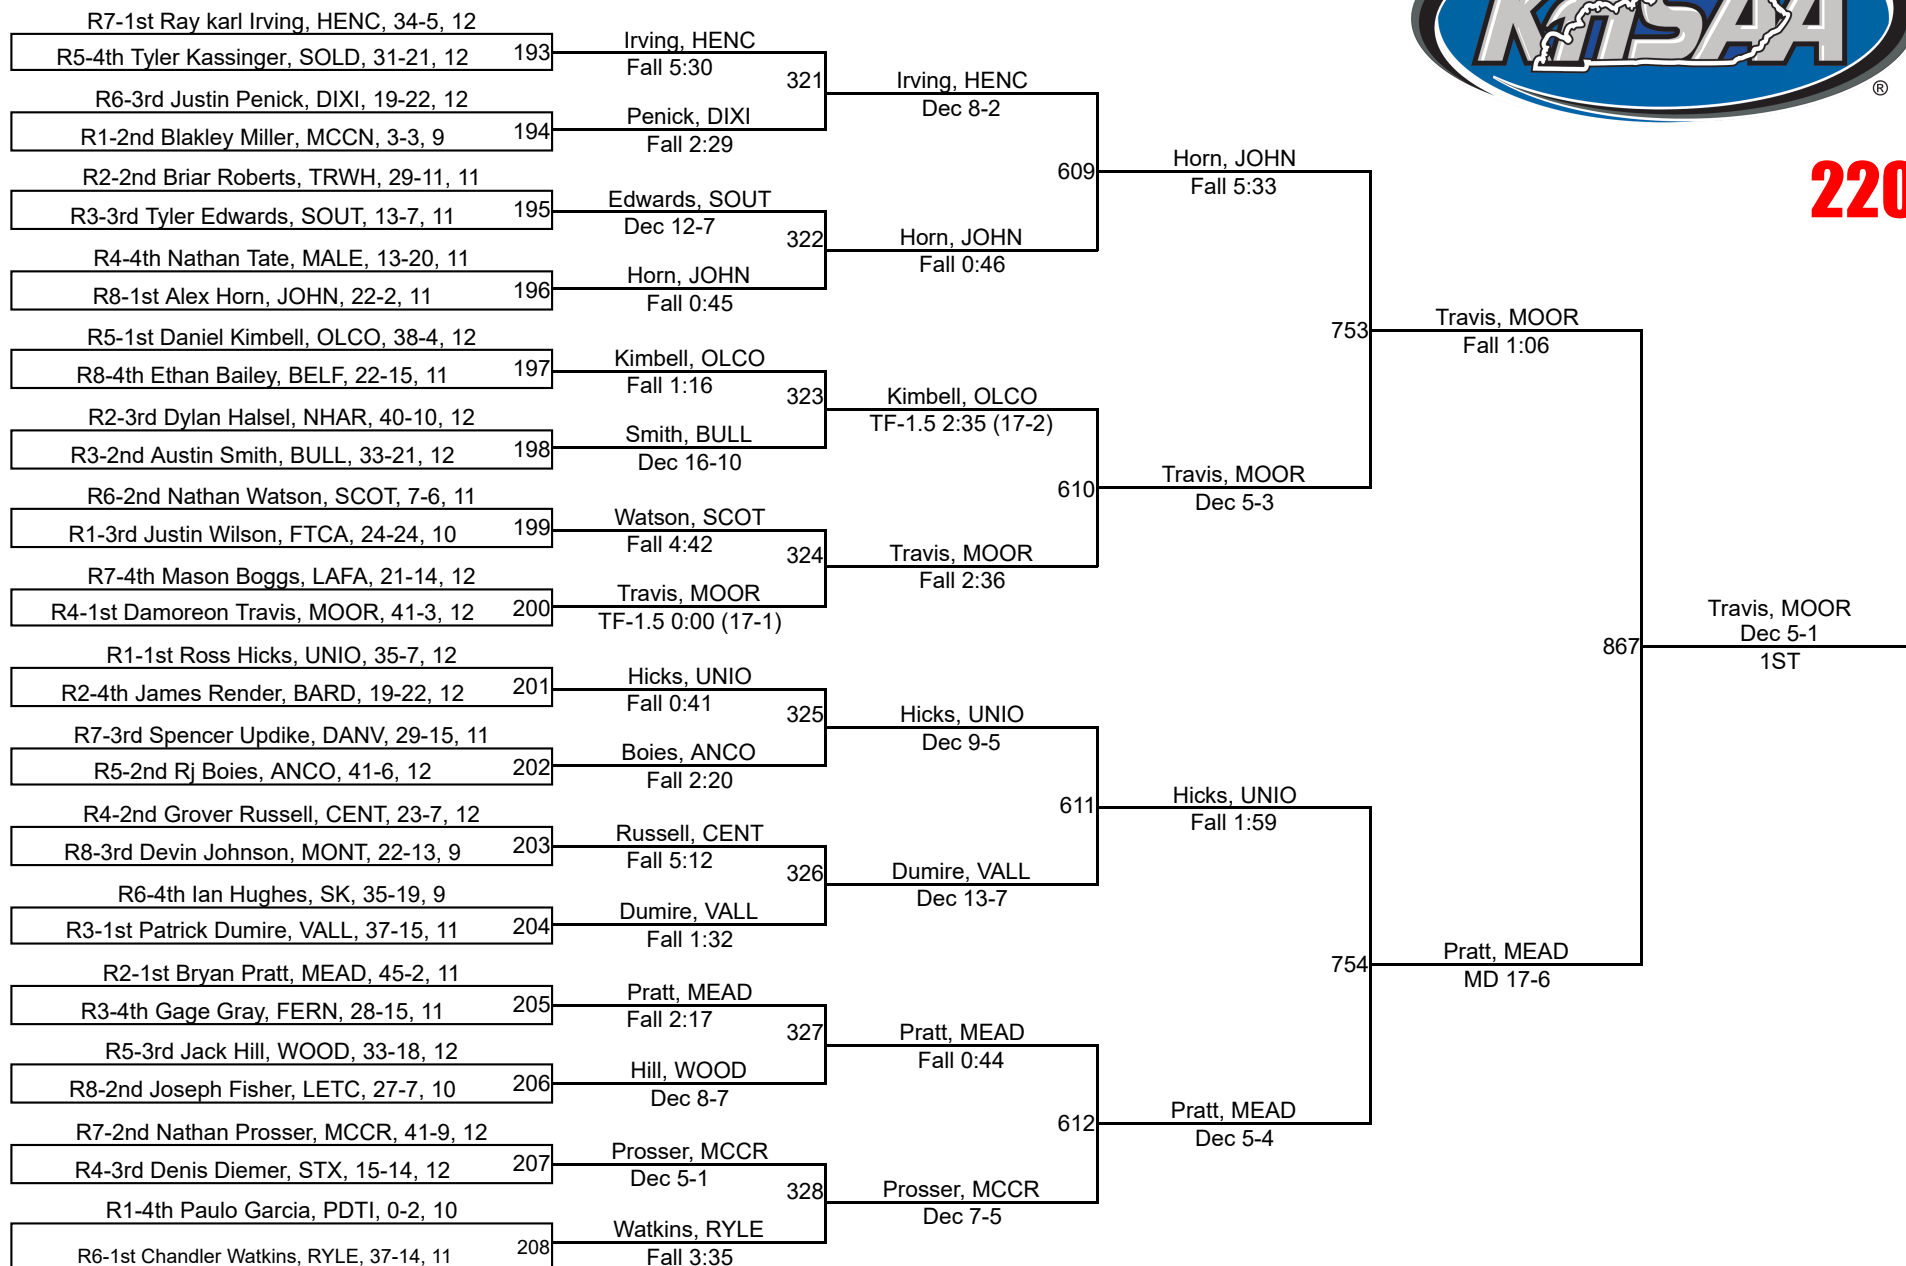 KHSAA
®
220
R7-1st Ray karl Irving, HENC, 34-5, 12
R5-4th Tyler Kassinger, SOLD, 31-21, 12
193
R6-3rd Justin Penick, DIXI, 19-22, 12
R1-2nd Blakley Miller, MCCN, 3-3, 9
194
R2-2nd Briar Roberts, TRWH, 29-11, 11
R3-3rd Tyler Edwards, SOUT, 13-7, 11
195
R4-4th Nathan Tate, MALE, 13-20, 11
R8-1st Alex Horn, JOHN, 22-2, 11
196
R5-1st Daniel Kimbell, OLCO, 38-4, 12
R8-4th Ethan Bailey, BELF, 22-15, 11
197
R2-3rd Dylan Halsel, NHAR, 40-10, 12
R3-2nd Austin Smith, BULL, 33-21, 12
198
R6-2nd Nathan Watson, SCOT, 7-6, 11
R1-3rd Justin Wilson, FTCA, 24-24, 10
199
R7-4th Mason Boggs, LAFA, 21-14, 12
R4-1st Damoreon Travis, MOOR, 41-3, 12
200
R1-1st Ross Hicks, UNIO, 35-7, 12
R2-4th James Render, BARD, 19-22, 12
201
R7-3rd Spencer Updike, DANV, 29-15, 11
R5-2nd Rj Boies, ANCO, 41-6, 12
202
R4-2nd Grover Russell, CENT, 23-7, 12
R8-3rd Devin Johnson, MONT, 22-13, 9
203
R6-4th Ian Hughes, SK, 35-19, 9
R3-1st Patrick Dumire, VALL, 37-15, 11
204
R2-1st Bryan Pratt, MEAD, 45-2, 11
R3-4th Gage Gray, FERN, 28-15, 11
205
R5-3rd Jack Hill, WOOD, 33-18, 12
R8-2nd Joseph Fisher, LETC, 27-7, 10
206
R7-2nd Nathan Prosser, MCCR, 41-9, 12
R4-3rd Denis Diemer, STX, 15-14, 12
207
R1-4th Paulo Garcia, PDTI, 0-2, 10
R6-1st Chandler Watkins, RYLE, 37-14, 11
208
Irving, HENC
Fall 5:30
321
Penick, DIXI
Fall 2:29
Edwards, SOUT
Dec 12-7
322
Horn, JOHN
Fall 0:45
Kimbell, OLCO
Fall 1:16
323
Smith, BULL
Dec 16-10
Watson, SCOT
Fall 4:42
324
Travis, MOOR
TF-1.5 0:00 (17-1)
Hicks, UNIO
Fall 0:41
325
Boies, ANCO
Fall 2:20
Russell, CENT
Fall 5:12
326
Dumire, VALL
Fall 1:32
Pratt, MEAD
Fall 2:17
327
Hill, WOOD
Dec 8-7
Prosser, MCCR
Dec 5-1
328
Watkins, RYLE
Fall 3:35
Irving, HENC
Dec 8-2
609
Horn, JOHN
Fall 0:46
Kimbell, OLCO
TF-1.5 2:35 (17-2)
610
Travis, MOOR
Fall 2:36
Hicks, UNIO
Dec 9-5
611
Dumire, VALL
Dec 13-7
Pratt, MEAD
Fall 0:44
612
Prosser, MCCR
Dec 7-5
Horn, JOHN
Fall 5:33
753
Travis, MOOR
Dec 5-3
Hicks, UNIO
Fall 1:59
754
Pratt, MEAD
Dec 5-4
Travis, MOOR
Fall 1:06
867
Pratt, MEAD
MD 17-6
Travis, MOOR
Dec 5-1
1ST